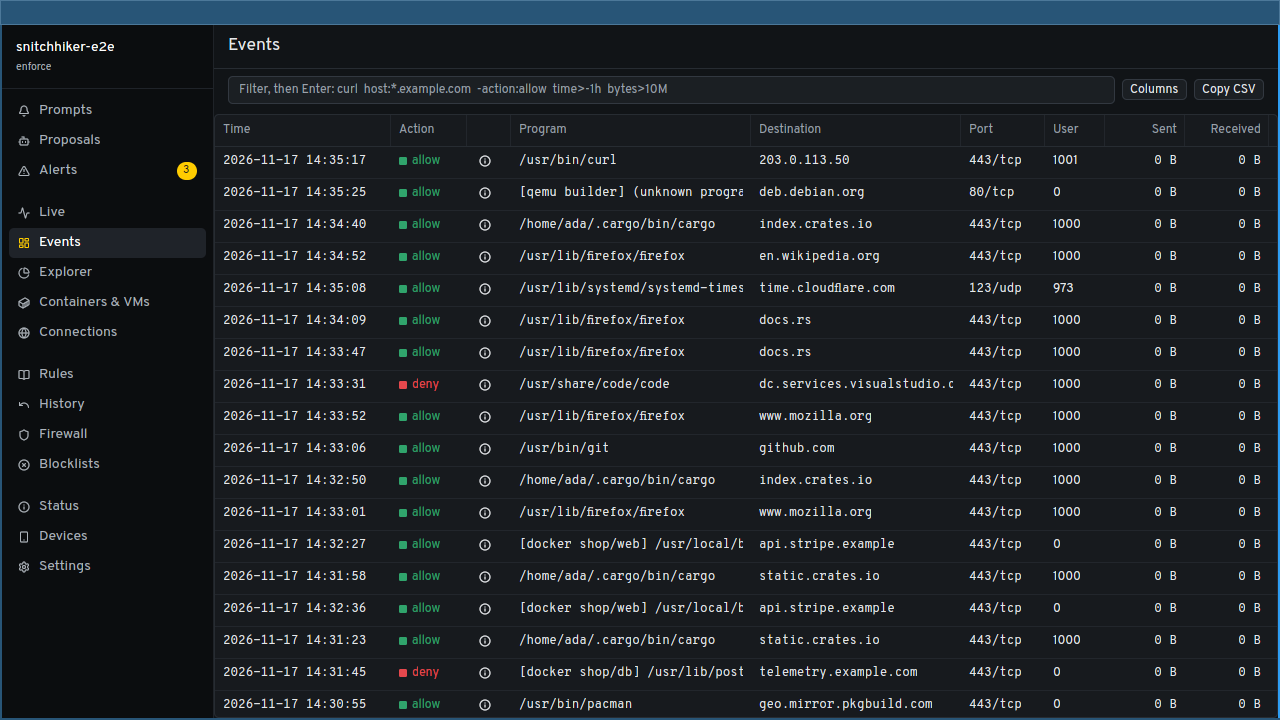 snitchhiker-e2e
enforce
Prompts
Proposals
Alerts 3
Live
Events
Explorer
Containers & VMs
Connections
Rules
History
Firewall
Blocklists
Status
Devices
Settings
Events
Filter, then Enter: curl host:*.example.com -action:allow time>-1h bytes>10M Columns Copy CSV
Time Action Program Destination Port User Sent Received
2026-11-17 14:35:17 allow /usr/bin/curl 203.0.113.50 443/tcp 1001 0 B 0 B
2026-11-17 14:35:25 allow [qemu builder] (unknown progra deb.debian.org 80/tcp 0 0 B 0 B
2026-11-17 14:34:40 allow /home/ada/.cargo/bin/cargo index.crates.io 443/tcp 1000 0 B 0 B
2026-11-17 14:34:52 allow /usr/lib/firefox/firefox en.wikipedia.org 443/tcp 1000 0 B 0 B
2026-11-17 14:35:08 allow /usr/lib/systemd/systemd-times time.cloudflare.com 123/udp 973 0 B 0 B
2026-11-17 14:34:09 allow /usr/lib/firefox/firefox docs.rs 443/tcp 1000 0 B 0 B
2026-11-17 14:33:47 allow /usr/lib/firefox/firefox docs.rs 443/tcp 1000 0 B 0 B
2026-11-17 14:33:31 deny /usr/share/code/code dc.services.visualstudio.c 443/tcp 1000 0 B 0 B
2026-11-17 14:33:52 allow /usr/lib/firefox/firefox www.mozilla.org 443/tcp 1000 0 B 0 B
2026-11-17 14:33:06 allow /usr/bin/git github.com 443/tcp 1000 0 B 0 B
2026-11-17 14:32:50 allow /home/ada/.cargo/bin/cargo index.crates.io 443/tcp 1000 0 B 0 B
2026-11-17 14:33:01 allow /usr/lib/firefox/firefox www.mozilla.org 443/tcp 1000 0 B 0 B
2026-11-17 14:32:27 allow [docker shop/web] /usr/local/b api.stripe.example 443/tcp 0 0 B 0 B
2026-11-17 14:31:58 allow /home/ada/.cargo/bin/cargo static.crates.io 443/tcp 1000 0 B 0 B
2026-11-17 14:32:36 allow [docker shop/web] /usr/local/b api.stripe.example 443/tcp 0 0 B 0 B
2026-11-17 14:31:23 allow /home/ada/.cargo/bin/cargo static.crates.io 443/tcp 1000 0 B 0 B
2026-11-17 14:31:45 deny [docker shop/db] /usr/lib/post telemetry.example.com 443/tcp 0 0 B 0 B
2026-11-17 14:30:55 allow /usr/bin/pacman geo.mirror.pkgbuild.com 443/tcp 0 0 B 0 B